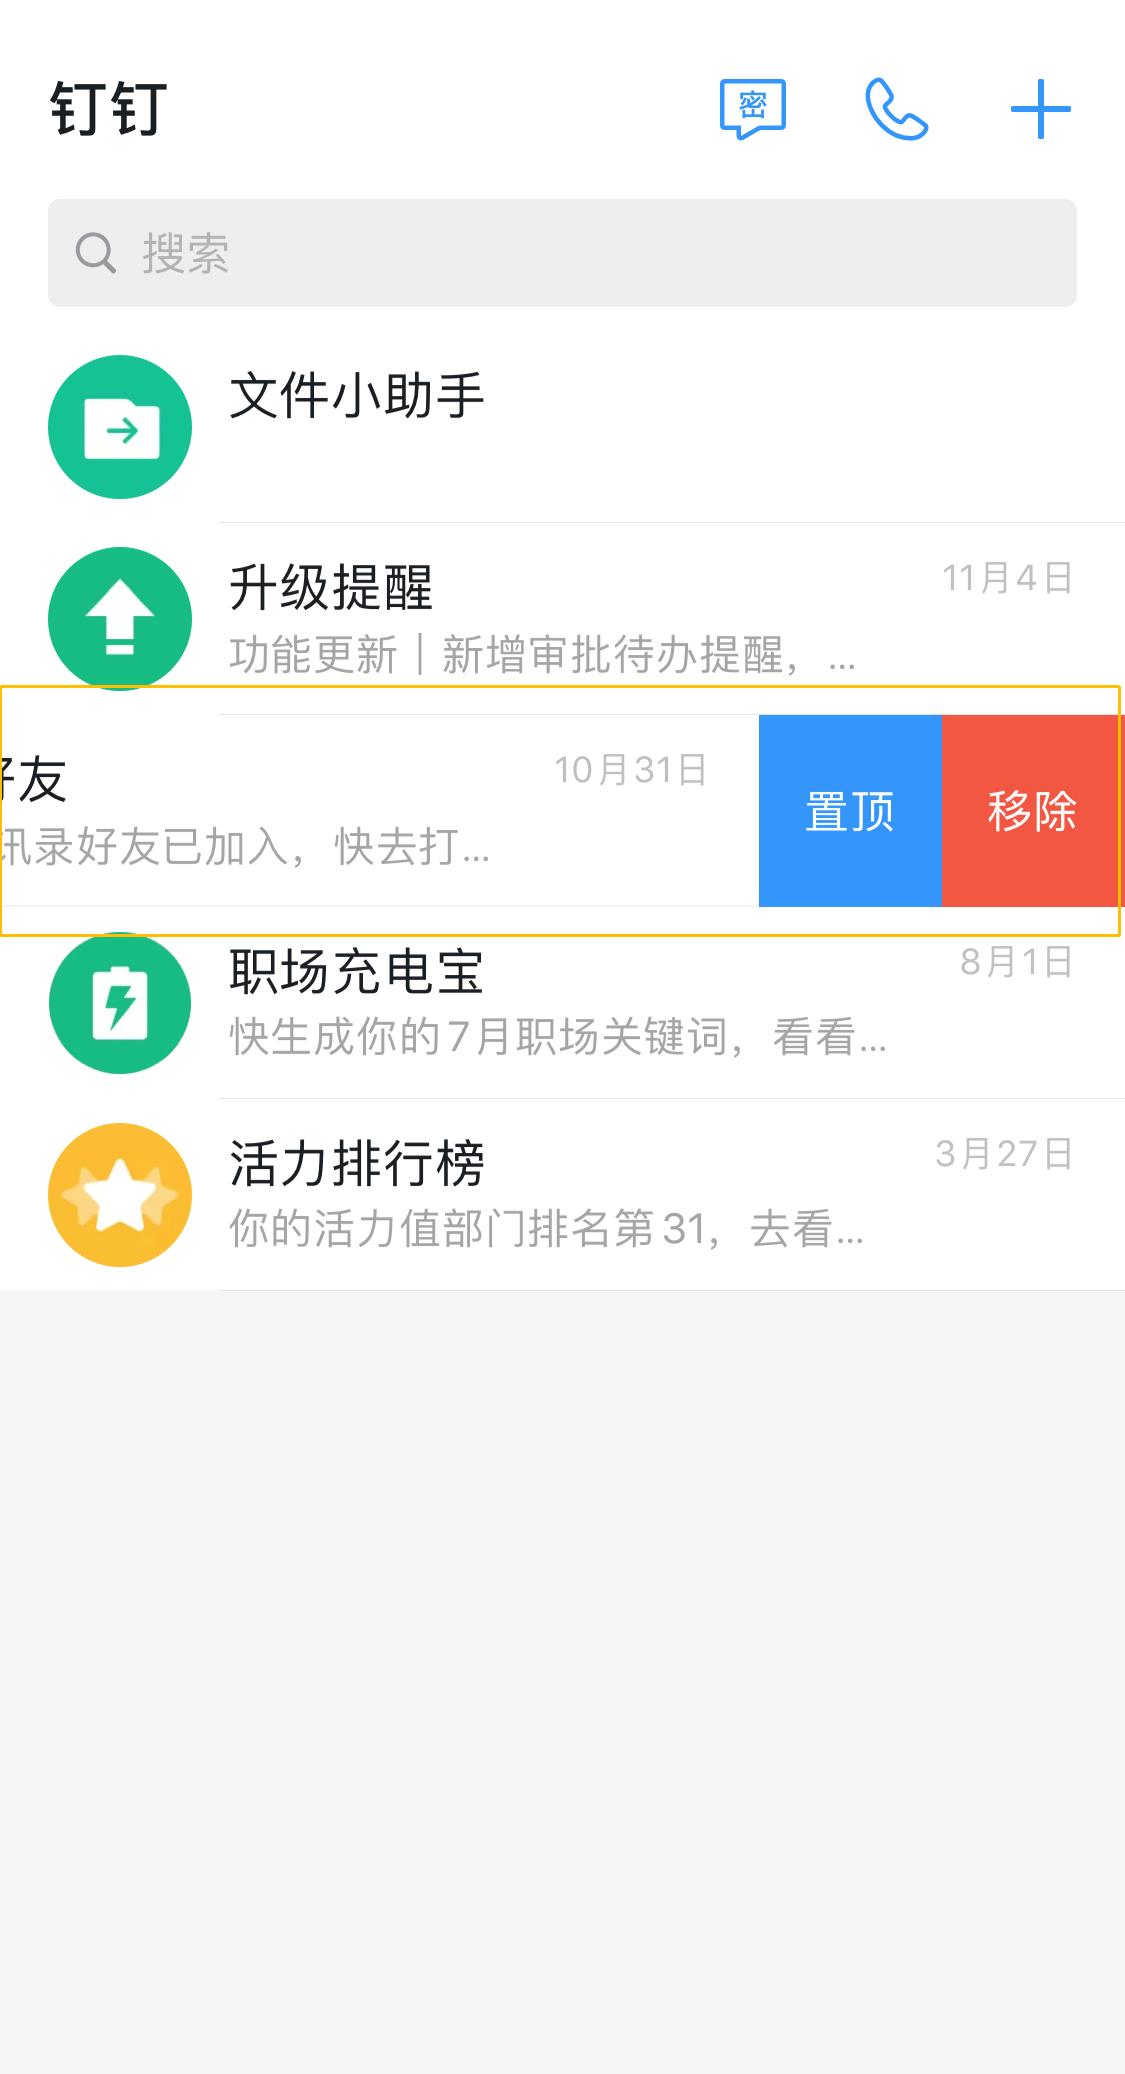 钉钉
密
搜索
文件小助手
升级提醒
11月4日
功能更新｜新增审批待办提醒，...
好友
10月31日
讯录好友已加入，快去打...
置顶
移除
职场充电宝
8月1日
快生成你的7月职场关键词，看看...
活力排行榜
3月27日
你的活力值部门排名第31，去看...